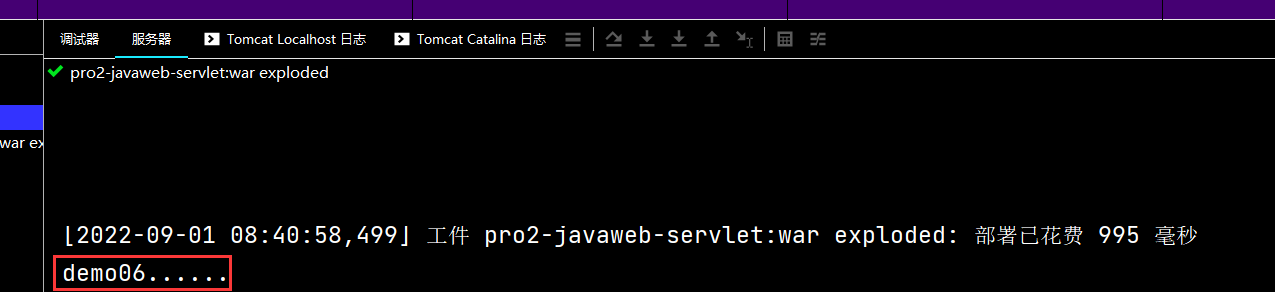 调试器 服务器 Tomcat Localhost 日志 Tomcat Catalina 日志
pro2-javaweb-servlet:war exploded
war ex
[2022-09-01 08:40:58,499] 工件 pro2-javaweb-servlet:war exploded: 部署已花费 995 毫秒
demo06......